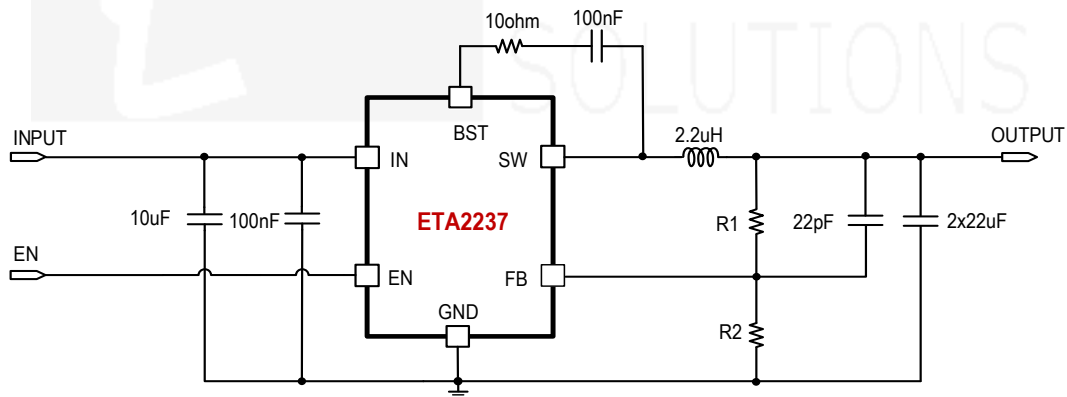 10ohm
100nF
SOLUTIONS
BST
INPUT
IN
SW
2.2uH
OUTPUT
10uF
100nF
ETA2237
R1
22pF
2x22uF
EN
EN
FB
GND
R2